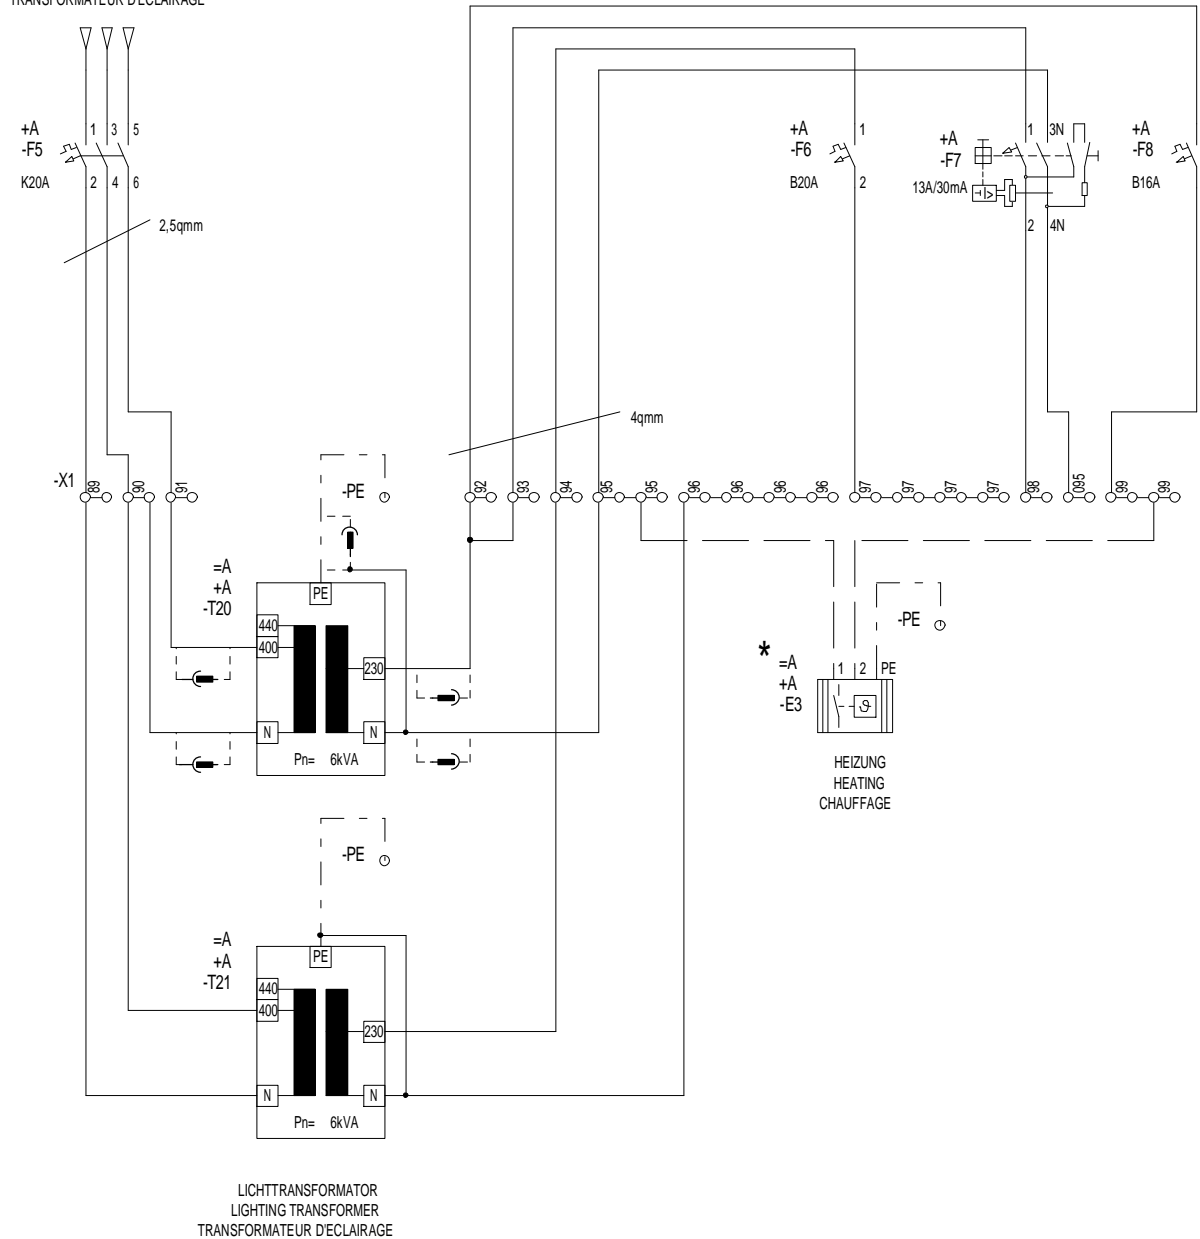 TRANSFORMATEUR D'ECLAIRAGE
+A
-F5
K20A
1 3 5
2 4 6
2,5qmm
+A
-F6
B20A
1
2
+A
-F7
13A/30mA
1 3N
2 4N
+A
-F8
B16A
4qmm
-X1
89 90 91 92 93 94 95 95 96 96 96 96 97 97 97 97 98 095 99 99
-PE
=A
+A
-T20
PE
440
400
230
N N
Pn= 6kVA
-PE
*
=A
+A
-E3
1 2 PE
ϑ
HEIZUNG
HEATING
CHAUFFAGE
-PE
=A
+A
-T21
PE
440
400
230
N N
Pn= 6kVA
LICHTTRANSFORMATOR
LIGHTING TRANSFORMER
TRANSFORMATEUR D'ECLAIRAGE